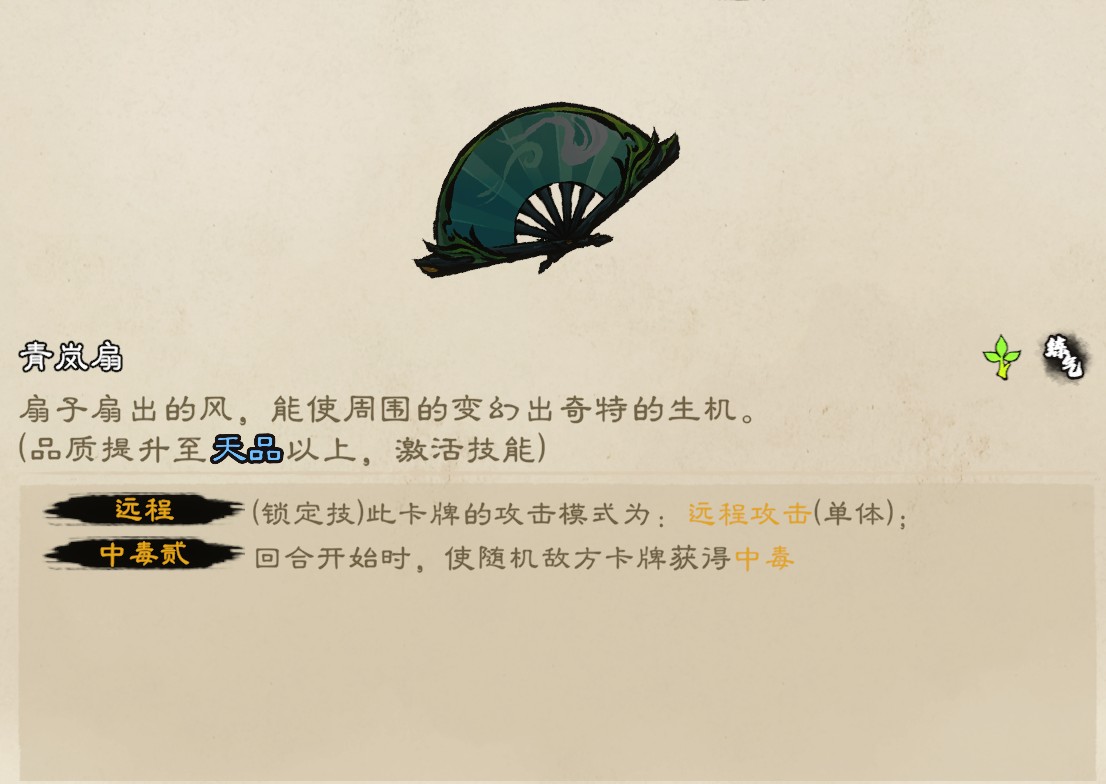 青岚扇
练气
扇子扇出的风，能使周围的变幻出奇特的生机。
(品质提升至天品以上，激活技能)
远程 (锁定技)此卡牌的攻击模式为：远程攻击(单体)；
中毒贰 回合开始时，使随机敌方卡牌获得中毒